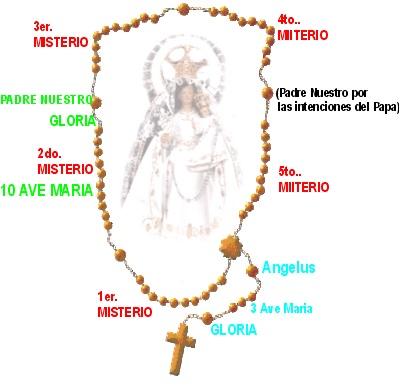 3er.
MISTERIO
4to..
MIITERIO
PADRE NUESTRO
GLORIA
(Padre Nuestro por
las intenciones del Papa)
2do.
MISTERIO
10 AVE MARIA
5to..
MIITERIO
Angelus
1er.
MISTERIO
3 Ave Maria
GLORIA